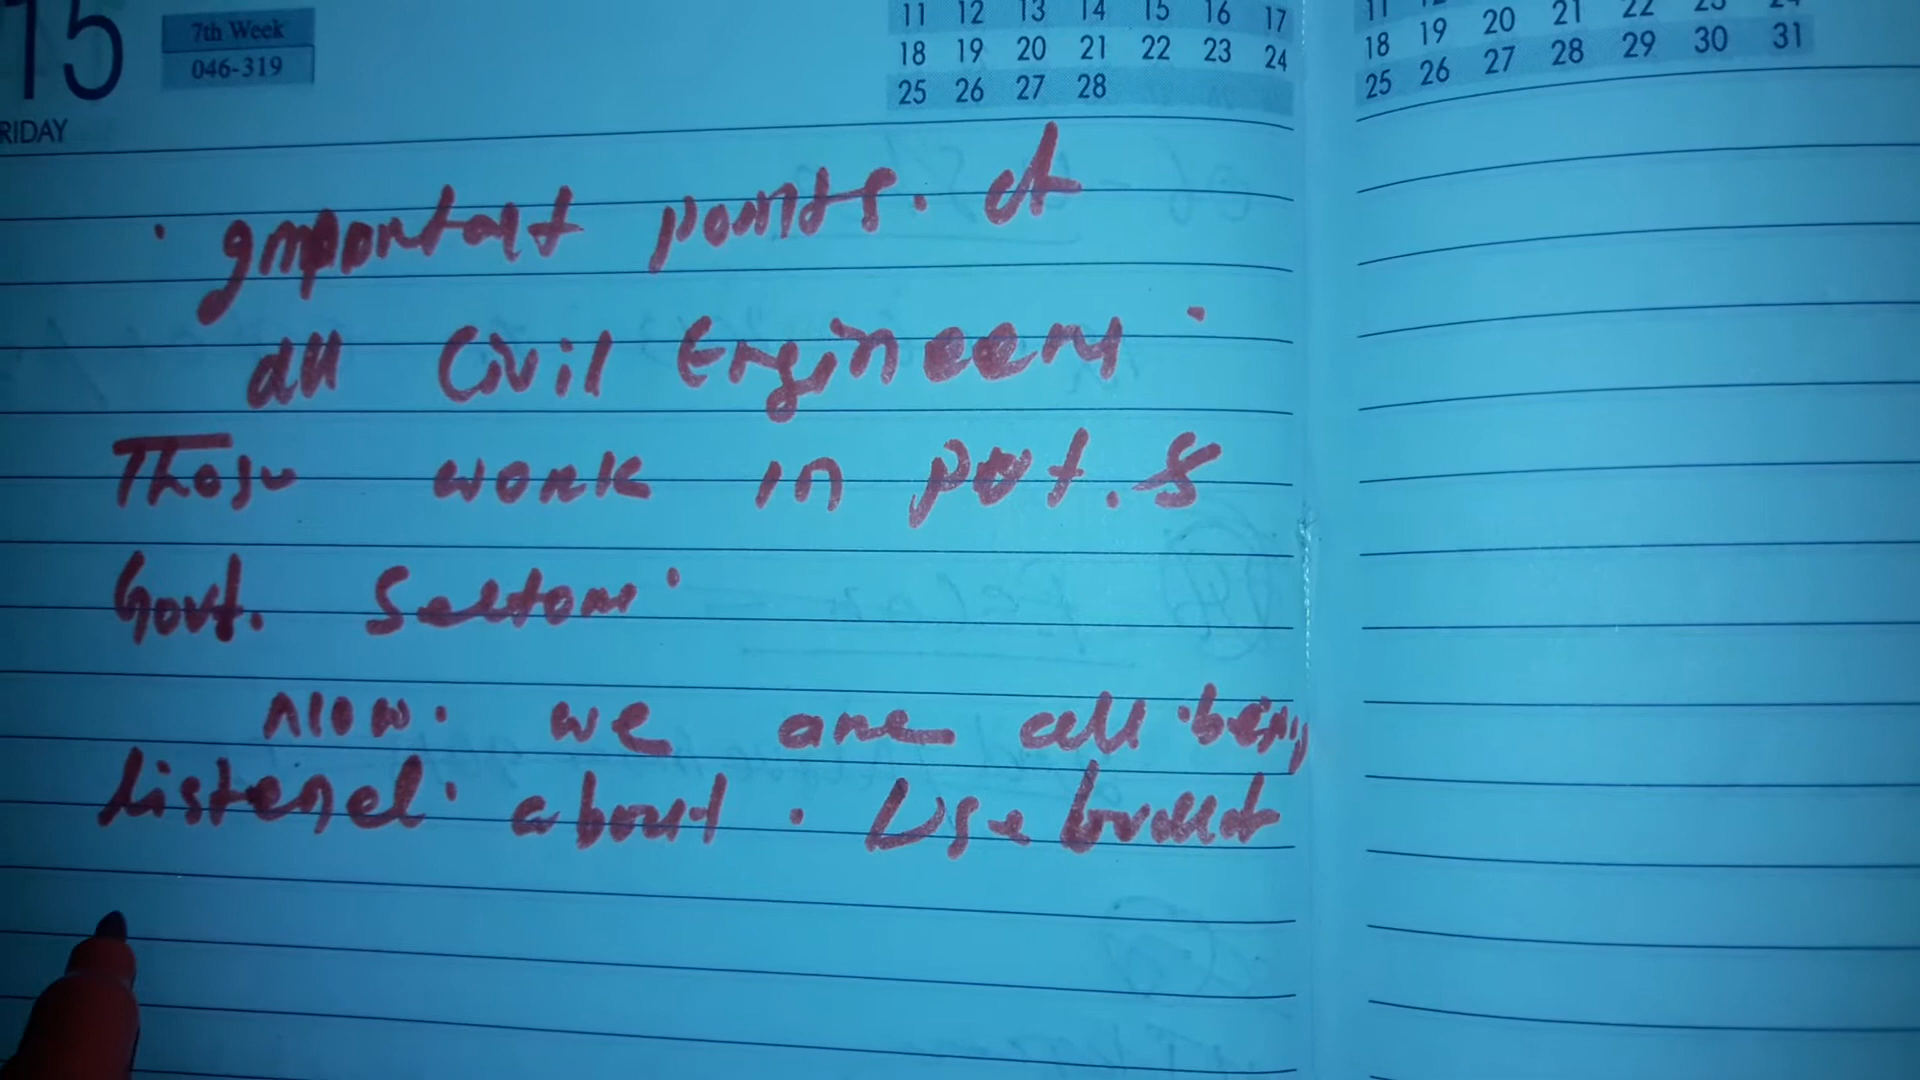 15
7th Week
046-319
RIDAY
11 12 13 14 15 16 17
18 19 20 21 22 23 24
25 26 27 28
18 19 20 21 22 23 24
25 26 27 28 29 30 31
Important points. of
all Civil Engineers
Those work in pvt. &
Govt. Sectors
Now. we are all being
listened about. Use